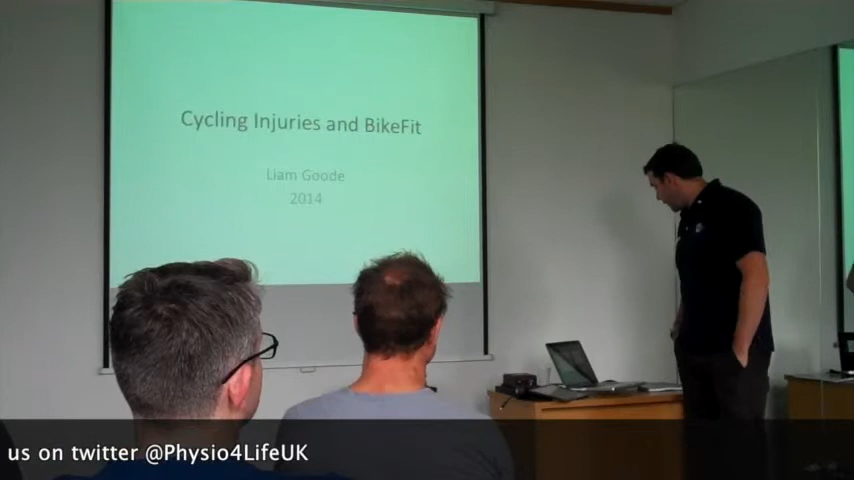 Cycling Injuries and BikeFit
Liam Goode
2014
us on twitter @Physio4LifeUK